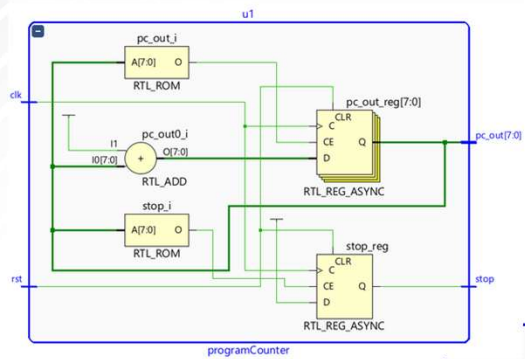 u1
pc_out_i
A[7:0] O
RTL_ROM
clk
pc_out_reg[7:0]
CLR
C
CE Q
D
RTL_REG_ASYNC
pc_out[7:0]
pc_out0_i
I1
I0[7:0] + O[7:0]
RTL_ADD
stop_i
A[7:0] O
RTL_ROM
stop_reg
CLR
C
CE Q
D
RTL_REG_ASYNC
rst
stop
programCounter